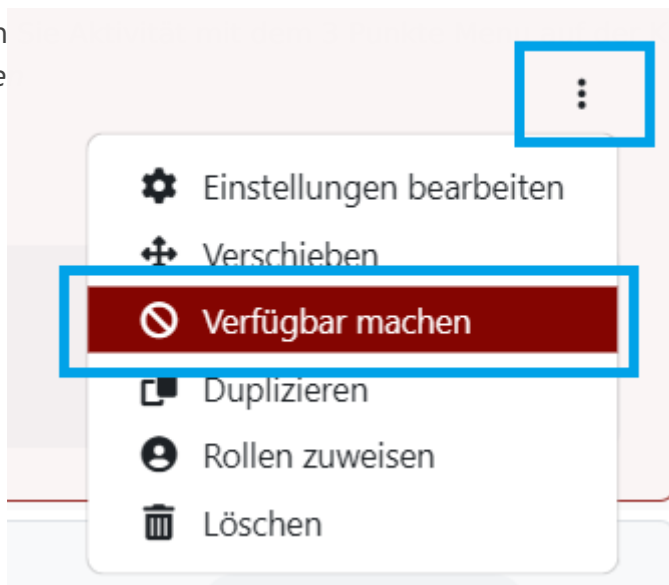 n
e
Einstellungen bearbeiten
Verschieben
Verfügbar machen
Duplizieren
Rollen zuweisen
Löschen